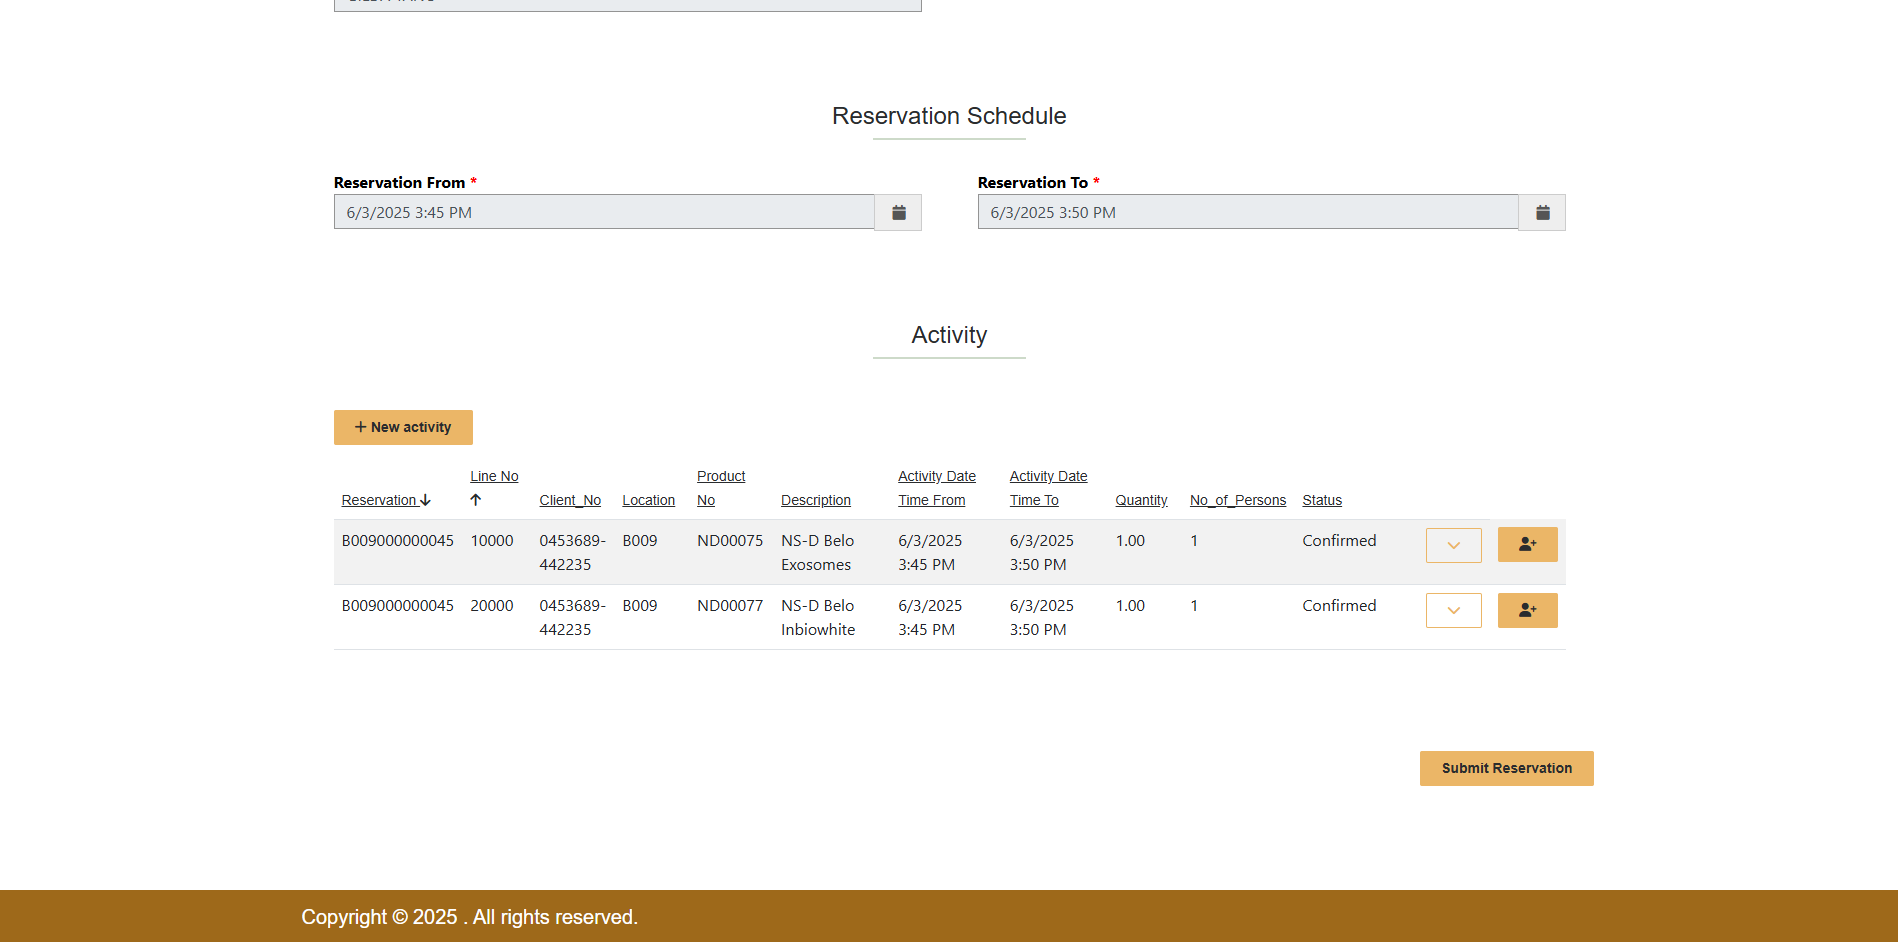 Reservation Schedule
Reservation From * Reservation To *
6/3/2025 3:45 PM 6/3/2025 3:50 PM
Activity
+ New activity
Line No Product Activity Date Activity Date
Reservation Client_No Location No Description Time From Time To Quantity No_of_Persons Status
B009000000045 10000 0453689- B009 ND00075 NS-D Belo 6/3/2025 6/3/2025 1.00 1 Confirmed
442235 Exosomes 3:45 PM 3:50 PM
B009000000045 20000 0453689- B009 ND00077 NS-D Belo 6/3/2025 6/3/2025 1.00 1 Confirmed
442235 Inbiowhite 3:45 PM 3:50 PM
Submit Reservation
Copyright © 2025 . All rights reserved.